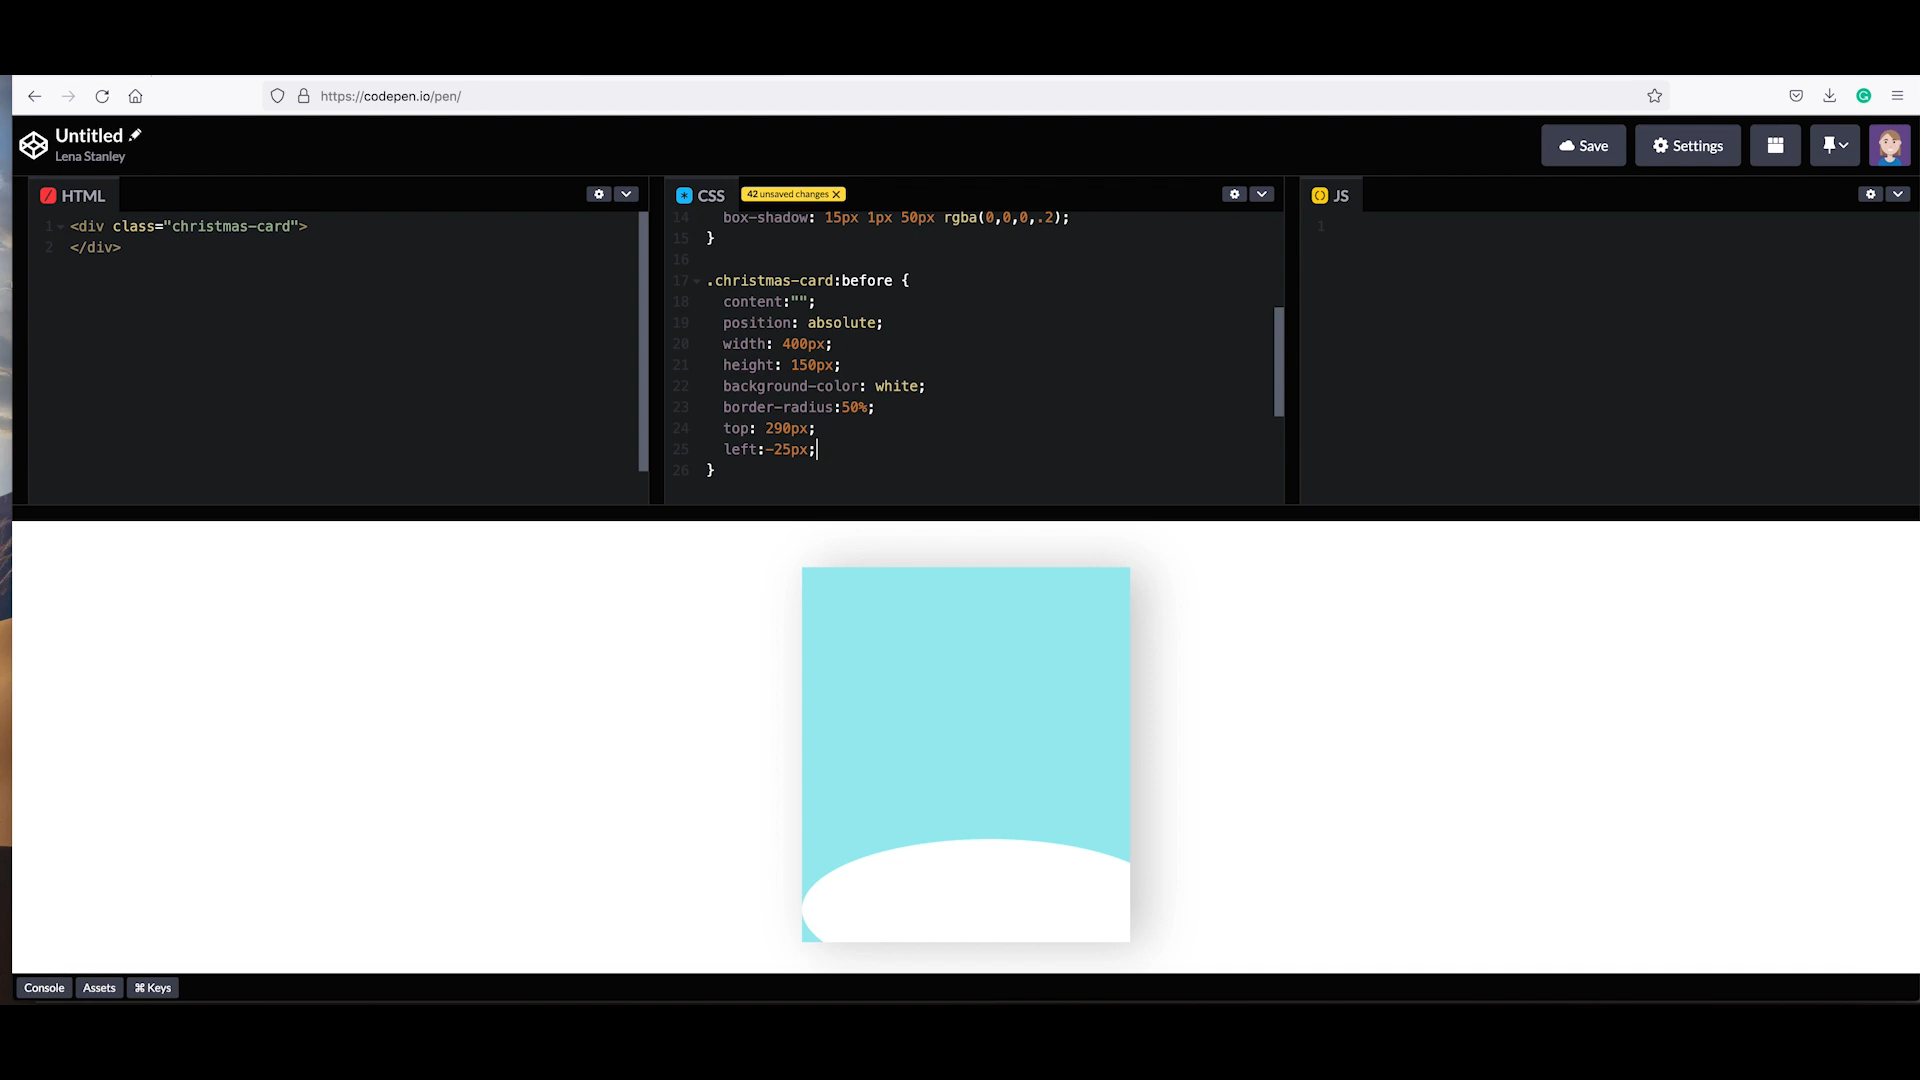 https://codepen.io/pen/
Untitled
Lena Stanley
Save
Settings
HTML
CSS
42 unsaved changes
JS
1 <div class="christmas-card">
2 </div>
14 box-shadow: 15px 1px 50px rgba(0,0,0,.2);
15 }
16
17 .christmas-card:before {
18 content:"";
19 position: absolute;
20 width: 400px;
21 height: 150px;
22 background-color: white;
23 border-radius:50%;
24 top: 290px;
25 left:-25px;
26 }
1
Console
Assets
⌘ Keys